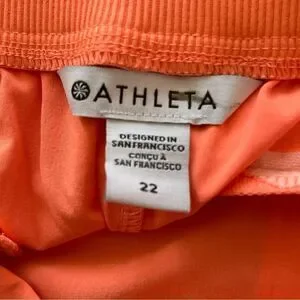 ATHLETA
DESIGNED IN
SAN FRANCISCO
CONÇU À
SAN FRANCISCO
22